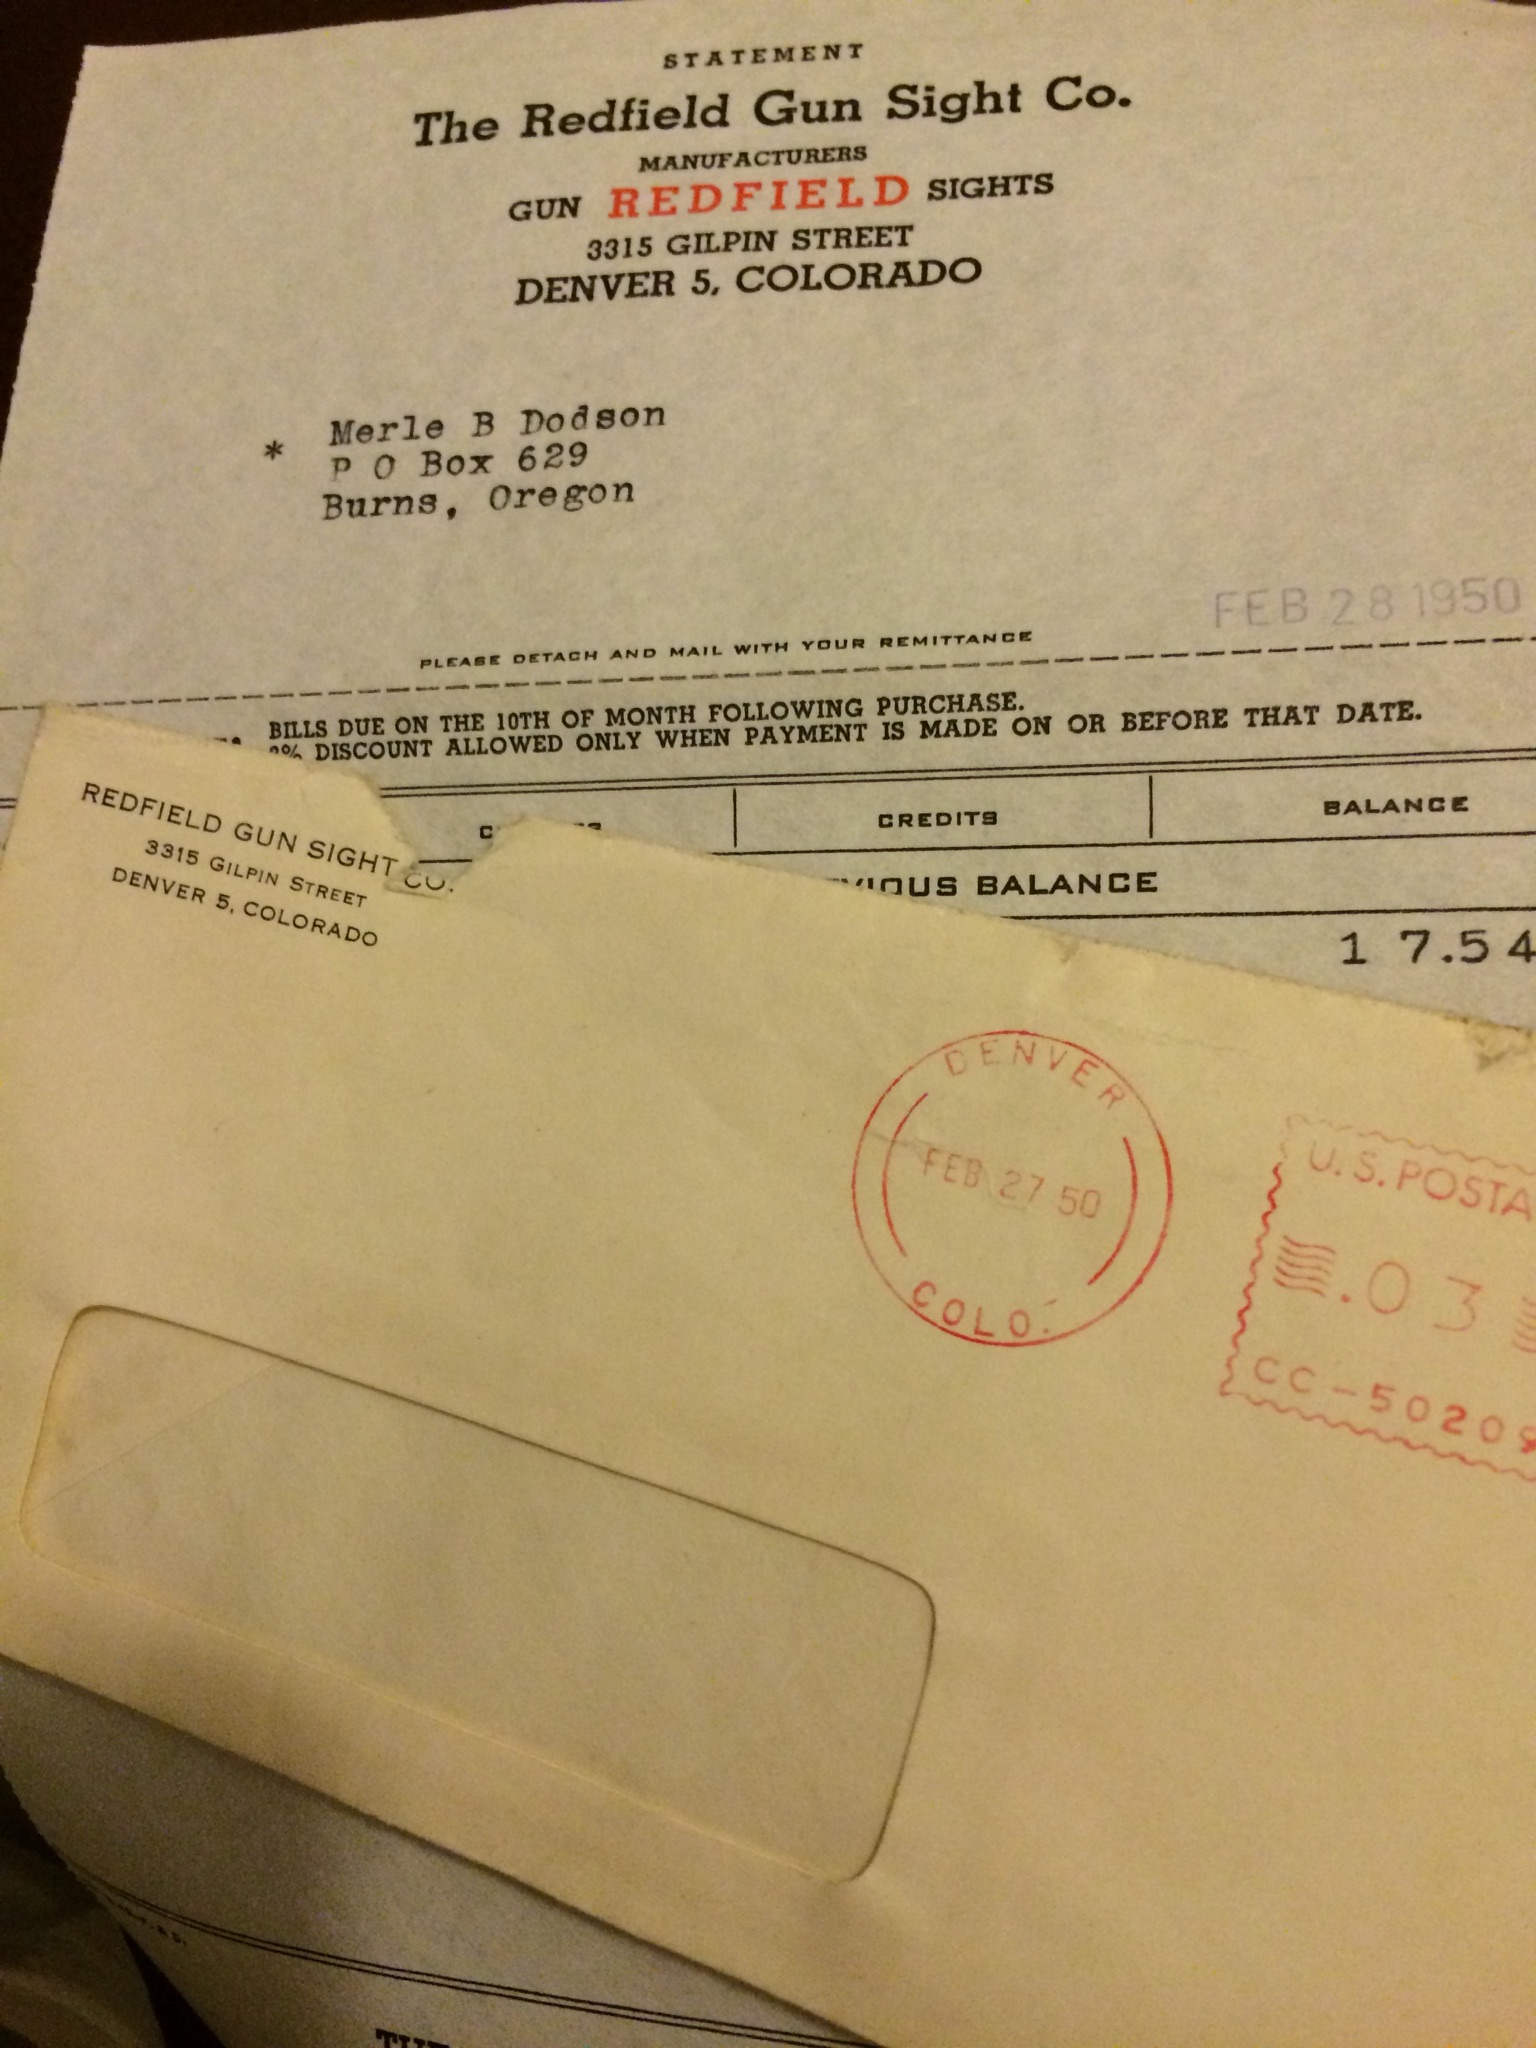 STATEMENT
The Redfield Gun Sight Co.
MANUFACTURERS
GUN REDFIELD SIGHTS
3315 GILPIN STREET
DENVER 5, COLORADO
* Merle B Dodson
P O Box 629
Burns, Oregon
FEB 28 1950
PLEASE DETACH AND MAIL WITH YOUR REMITTANCE
BILLS DUE ON THE 10TH OF MONTH FOLLOWING PURCHASE.
% DISCOUNT ALLOWED ONLY WHEN PAYMENT IS MADE ON OR BEFORE THAT DATE.
CREDITS BALANCE
BALANCE
17.54
REDFIELD GUN SIGHT CO.
3315 GILPIN STREET
DENVER 5, COLORADO
DENVER
FEB 27 50
COLO.
U.S. POSTA
.03
CC-50209